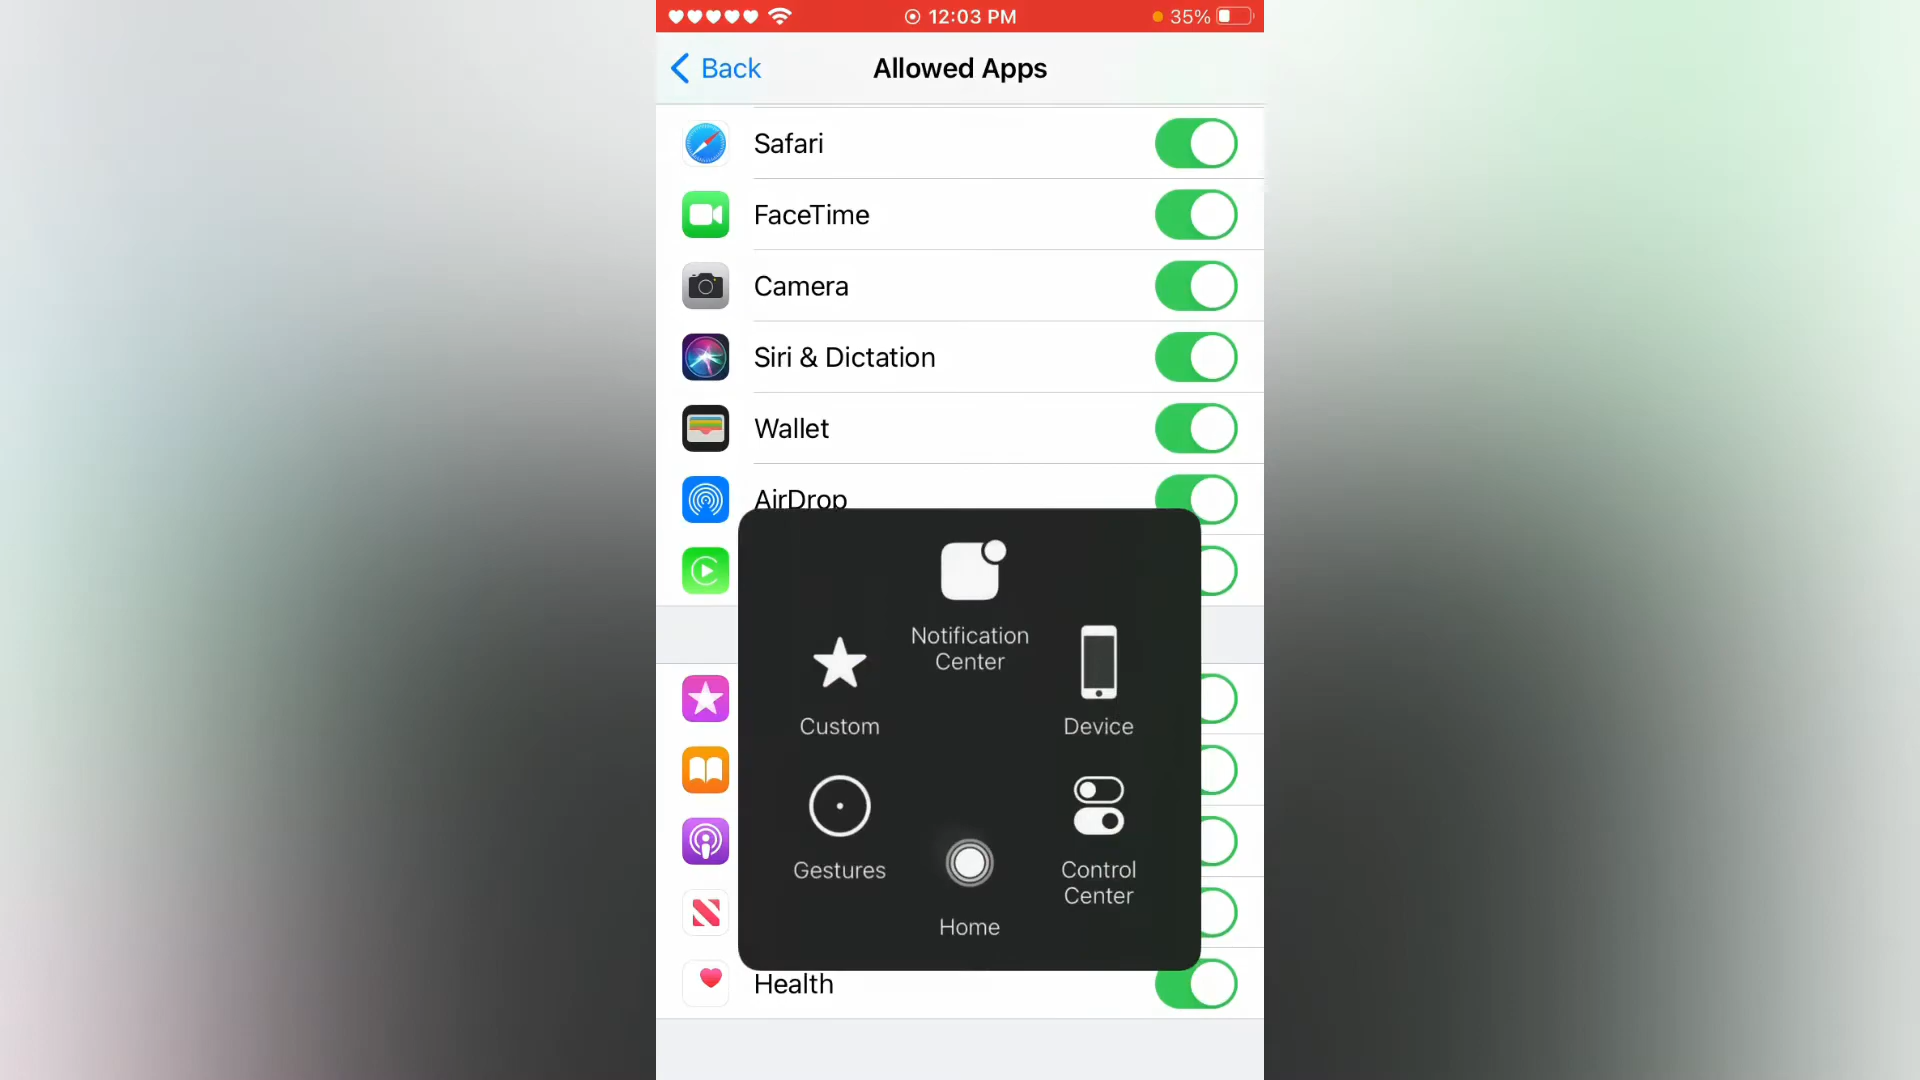 12:03 PM
35%
Back
Allowed Apps
Safari
FaceTime
Camera
Siri & Dictation
Wallet
AirDrop
Notification
Center
Custom
Device
Gestures
Control
Center
Home
Health